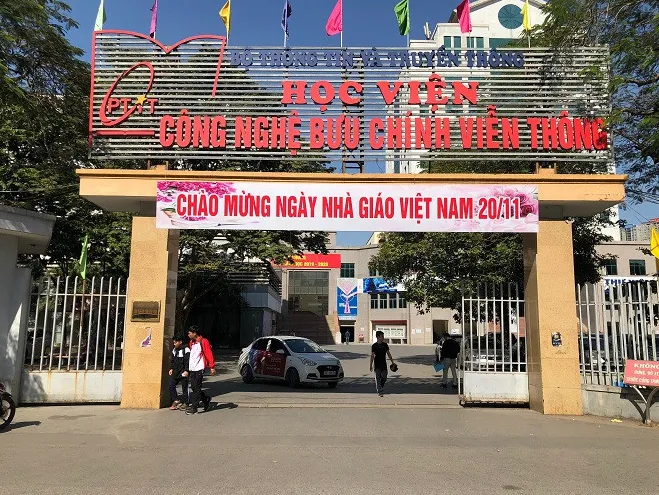 BỘ THÔNG TIN VÀ TRUYỀN THÔNG
PTIT
HỌC VIỆN
CÔNG NGHỆ BƯU CHÍNH VIỄN THÔNG
CHÀO MỪNG NGÀY NHÀ GIÁO VIỆT NAM 20/11
KHÔNG